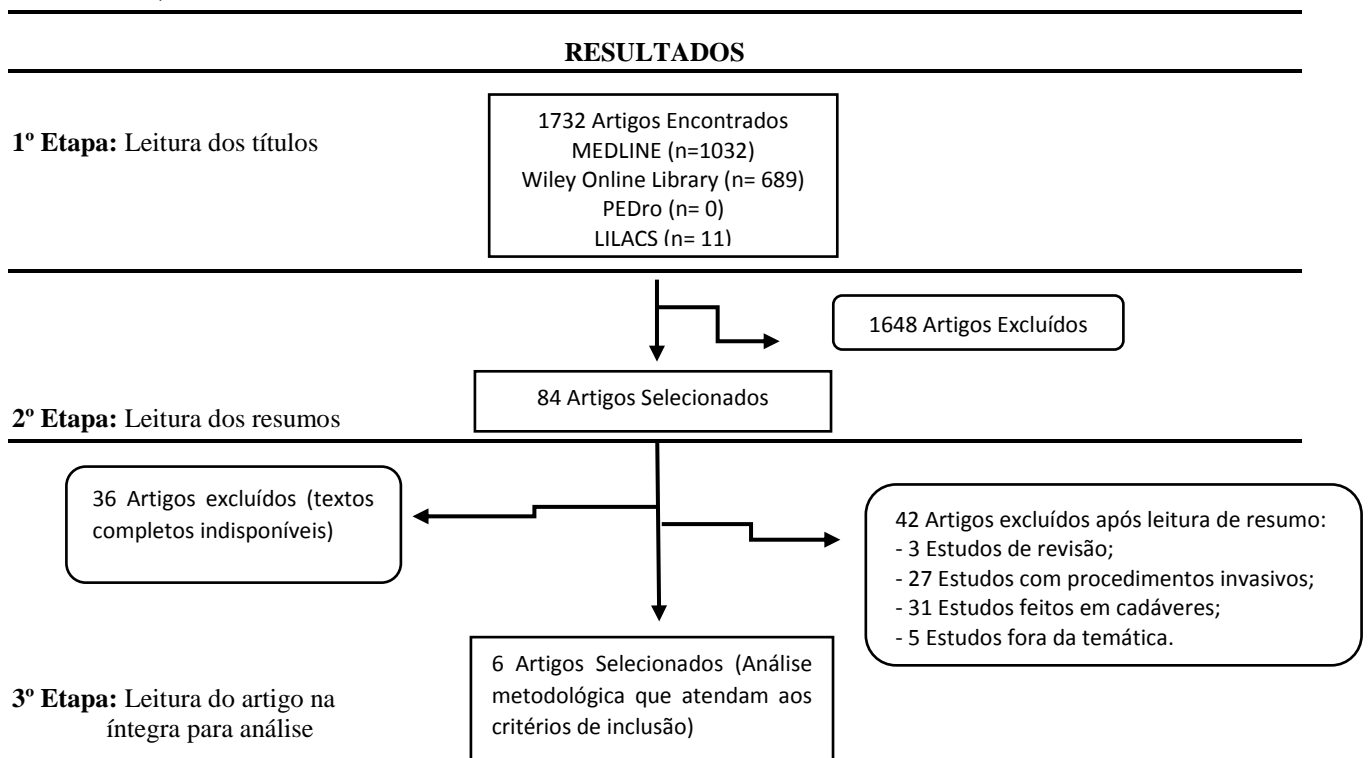 RESULTADOS
1º Etapa: Leitura dos títulos
1732 Artigos Encontrados
MEDLINE (n=1032)
Wiley Online Library (n= 689)
PEDro (n= 0)
LILACS (n= 11)
1648 Artigos Excluídos
84 Artigos Selecionados
2º Etapa: Leitura dos resumos
36 Artigos excluídos (textos
completos indisponíveis)
42 Artigos excluídos após leitura de resumo:
- 3 Estudos de revisão;
- 27 Estudos com procedimentos invasivos;
- 31 Estudos feitos em cadáveres;
- 5 Estudos fora da temática.
6 Artigos Selecionados (Análise
metodológica que atendam aos
critérios de inclusão)
3º Etapa: Leitura do artigo na
íntegra para análise